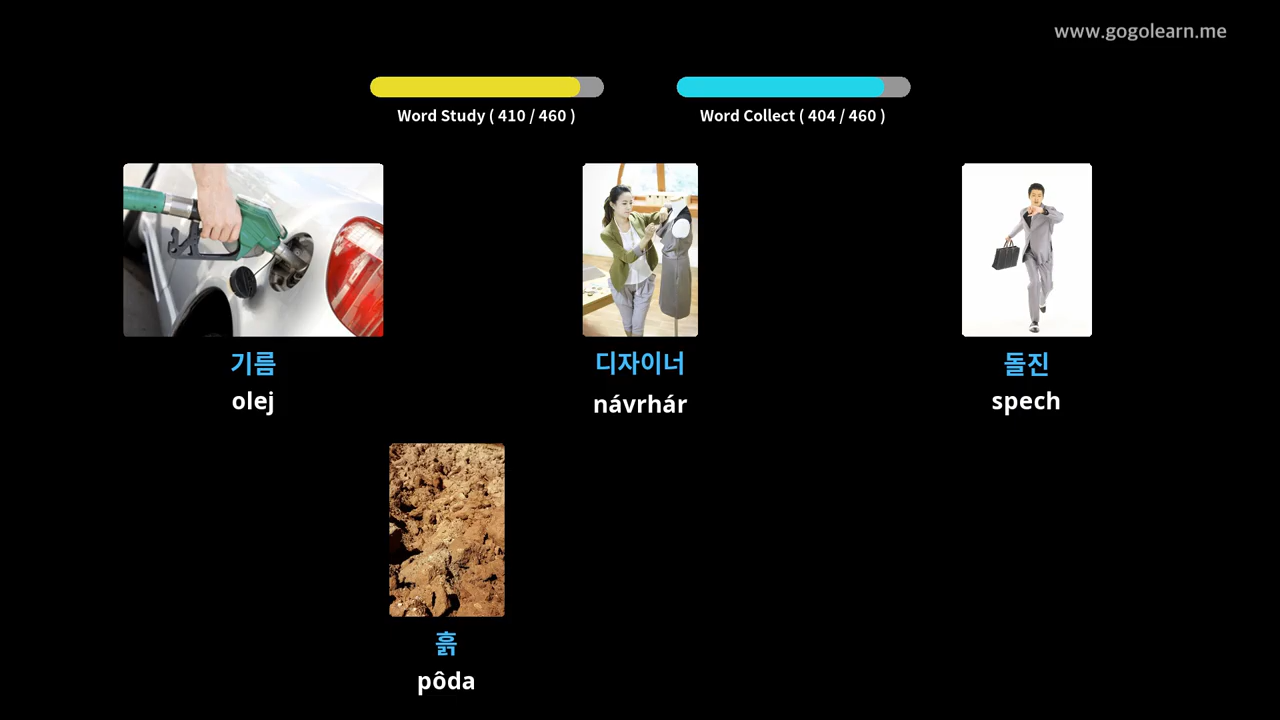 www.gogolearn.me
Word Study ( 410 / 460 )
Word Collect ( 404 / 460 )
기름
olej
디자이너
návrhár
돌진
spech
흙
pôda